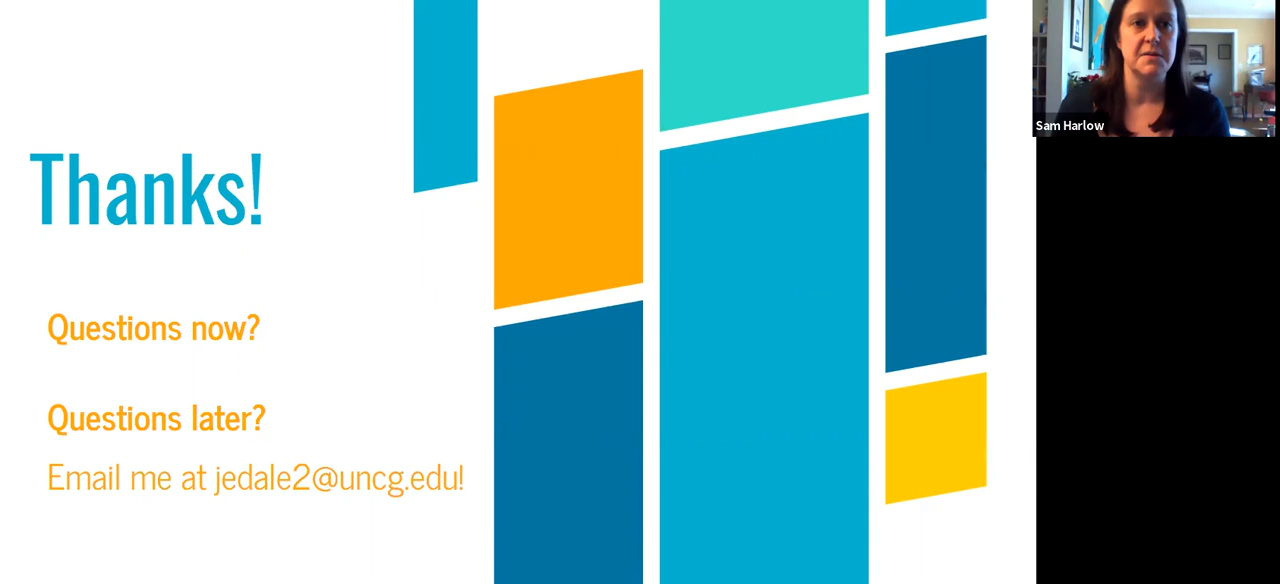 Thanks!
Questions now?
Questions later?
Email me at jedale2@uncg.edu!
Sam Harlow